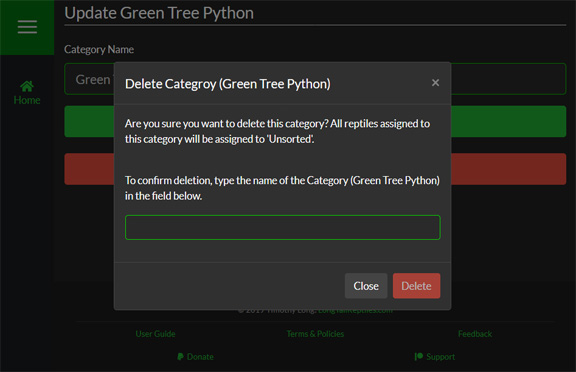 Update Green Tree Python
Category Name
Green
Home
Delete Categroy (Green Tree Python)
×
Are you sure you want to delete this category? All reptiles assigned to
this category will be assigned to 'Unsorted'.
To confirm deletion, type the name of the Category (Green Tree Python)
in the field below.
Close
Delete
© 2019 Timothy Long, LongTailReptiles.com
User Guide
Terms & Policies
Feedback
Donate
Support